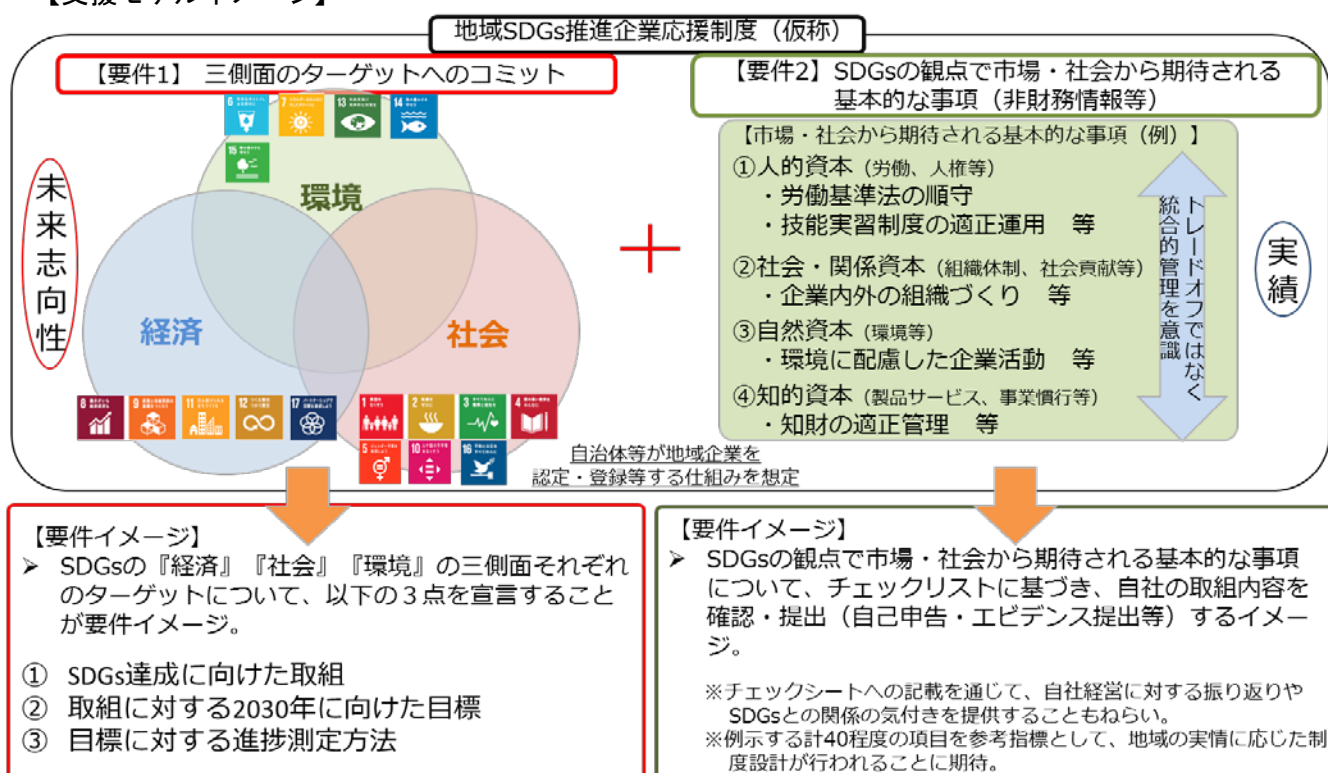 【支援モデルイメージ】
地域SDGs推進企業応援制度（仮称）
【要件1】 三側面のターゲットへのコミット
6
7
13
14
15
環境
経済
社会
8
9
11
12
17
1
2
3
4
5
10
16
未来志向性
【要件2】SDGsの観点で市場・社会から期待される
基本的な事項（非財務情報等）
【市場・社会から期待される基本的な事項（例）】
①人的資本（労働、人権等）
・労働基準法の順守
・技能実習制度の適正運用 等
②社会・関係資本（組織体制、社会貢献等）
・企業内外の組織づくり 等
③自然資本（環境等）
・環境に配慮した企業活動 等
④知的資本（製品サービス、事業慣行等）
・知財の適正管理 等
トレードオフではなく
統合的管理を意識
実績
自治体等が地域企業を
認定・登録等する仕組みを想定
【要件イメージ】
➢ SDGsの『経済』『社会』『環境』の三側面それぞれ
のターゲットについて、以下の３点を宣言すること
が要件イメージ。
① SDGs達成に向けた取組
② 取組に対する2030年に向けた目標
③ 目標に対する進捗測定方法
【要件イメージ】
➢ SDGsの観点で市場・社会から期待される基本的な事項
について、チェックリストに基づき、自社の取組内容を
確認・提出（自己申告・エビデンス提出等）するイメー
ジ。
※チェックシートへの記載を通じて、自社経営に対する振り返りや
SDGsとの関係の気付きを提供することもねらい。
※例示する計40程度の項目を参考指標として、地域の実情に応じた制
度設計が行われることに期待。